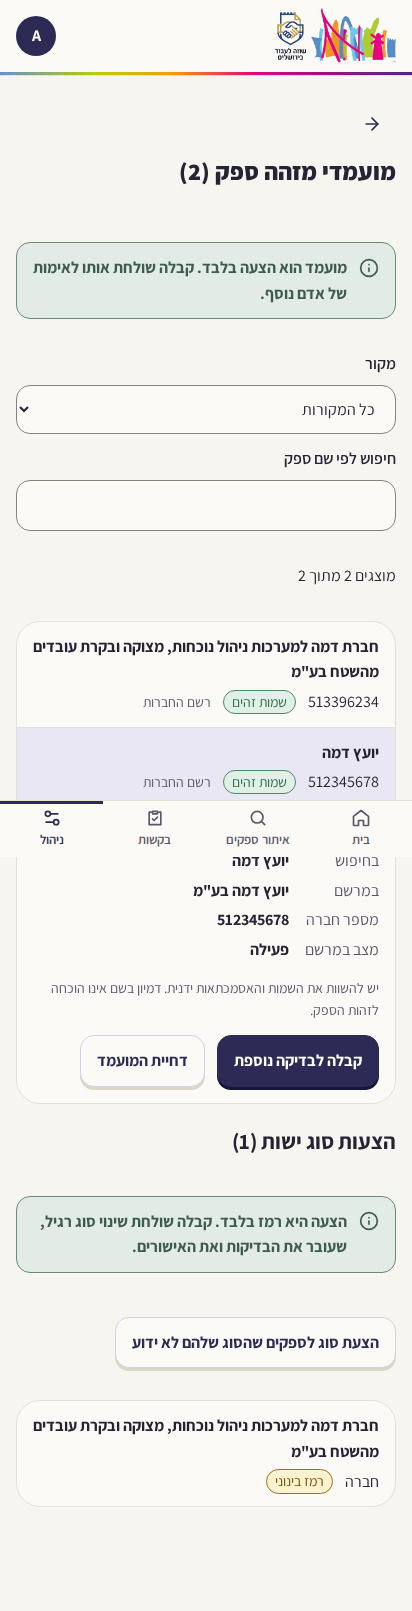 A
שווה לעבוד
בירושלים
מועמדי מזהה ספק (2)
מועמד הוא הצעה בלבד. קבלה שולחת אותו לאימות
של אדם נוסף.
מקור
כל המקורות
חיפוש לפי שם ספק
מוצגים 2 מתוך 2
חברת דמה למערכות ניהול נוכחות, מצוקה ובקרת עובדים
מהשטח בע"מ
513396234 שמות זהים רשם החברות
יועץ דמה
512345678 שמות זהים רשם החברות
בית איתור ספקים בקשות ניהול
בחיפוש יועץ דמה
במרשם יועץ דמה בע"מ
מספר חברה 512345678
מצב במרשם פעילה
יש להשוות את השמות והאסמכתאות ידנית. דמיון בשם אינו הוכחה
לזהות הספק.
קבלה לבדיקה נוספת דחיית המועמד
הצעות סוג ישות (1)
הצעה היא רמז בלבד. קבלה שולחת שינוי סוג רגיל,
שעובר את הבדיקות ואת האישורים.
הצעת סוג לספקים שהסוג שלהם לא ידוע
חברת דמה למערכות ניהול נוכחות, מצוקה ובקרת עובדים
מהשטח בע"מ
חברה רמז בינוני